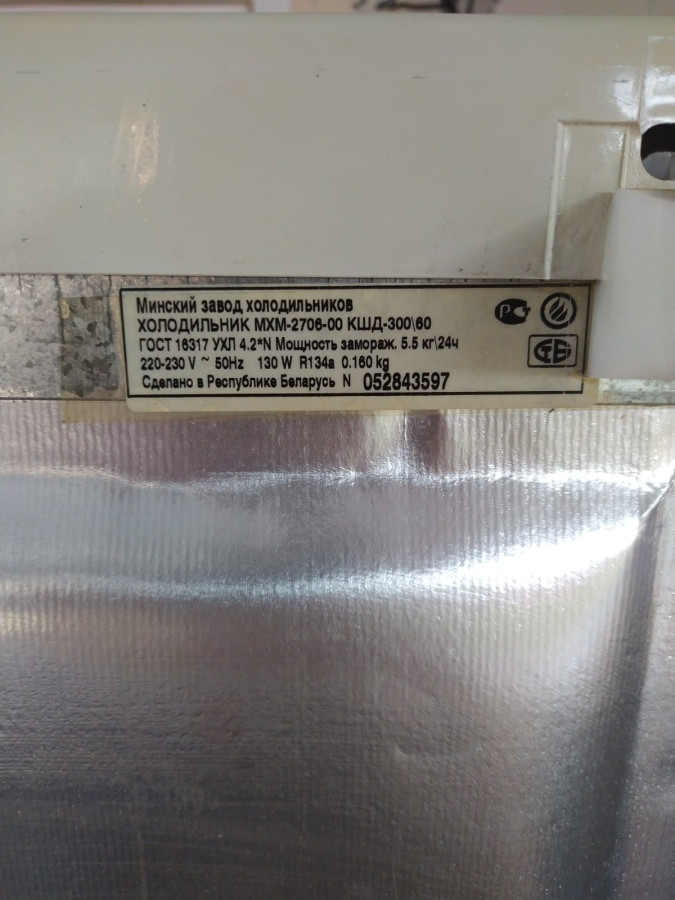 Минский завод холодильников
ХОЛОДИЛЬНИК МХМ-2706-00 КШД-300\60
ГОСТ 16317 УХЛ 4.2*N Мощность замораж. 5.5 кг\24ч
220-230 V ~ 50Hz 130 W R134a 0.160 kg
Сделано в Республике Беларусь N 052843597